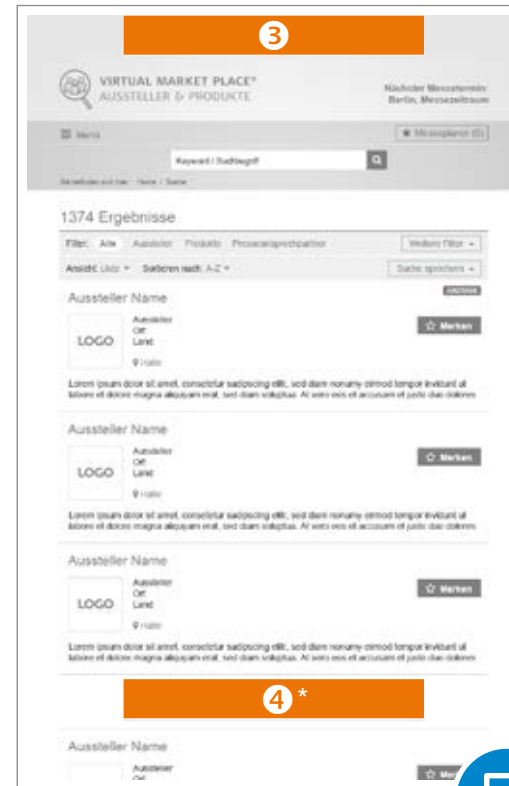 3
VIRTUAL MARKET PLACE®
AUSSTELLER & PRODUKTE
Nächster Messetermin:
Berlin, Messezeitraum
Menü
★ Messeplaner (0)
Keyword / Suchbegriff
Sie befinden sich hier: Home / Suche
1374 Ergebnisse
Filter: Alle Aussteller Produkte Presseansprechpartner Weitere Filter
Ansicht: Liste Sortieren nach: A-Z Suche speichern
ANZEIGE
Aussteller Name
LOGO
Aussteller
Ort
Land
Halle
Merken
Lorem ipsum dolor sit amet, consetetur sadipscing elitr, sed diam nonumy eirmod tempor invidunt ut
labore et dolore magna aliquyam erat, sed diam voluptua. At vero eos et accusam et justo duo dolores
Aussteller Name
LOGO
Aussteller
Ort
Land
Halle
Merken
Lorem ipsum dolor sit amet, consetetur sadipscing elitr, sed diam nonumy eirmod tempor invidunt ut
labore et dolore magna aliquyam erat, sed diam voluptua. At vero eos et accusam et justo duo dolores
Aussteller Name
LOGO
Aussteller
Ort
Land
Halle
Merken
Lorem ipsum dolor sit amet, consetetur sadipscing elitr, sed diam nonumy eirmod tempor invidunt ut
labore et dolore magna aliquyam erat, sed diam voluptua. At vero eos et accusam et justo duo dolores
4*
Aussteller Name
Aussteller
Ort